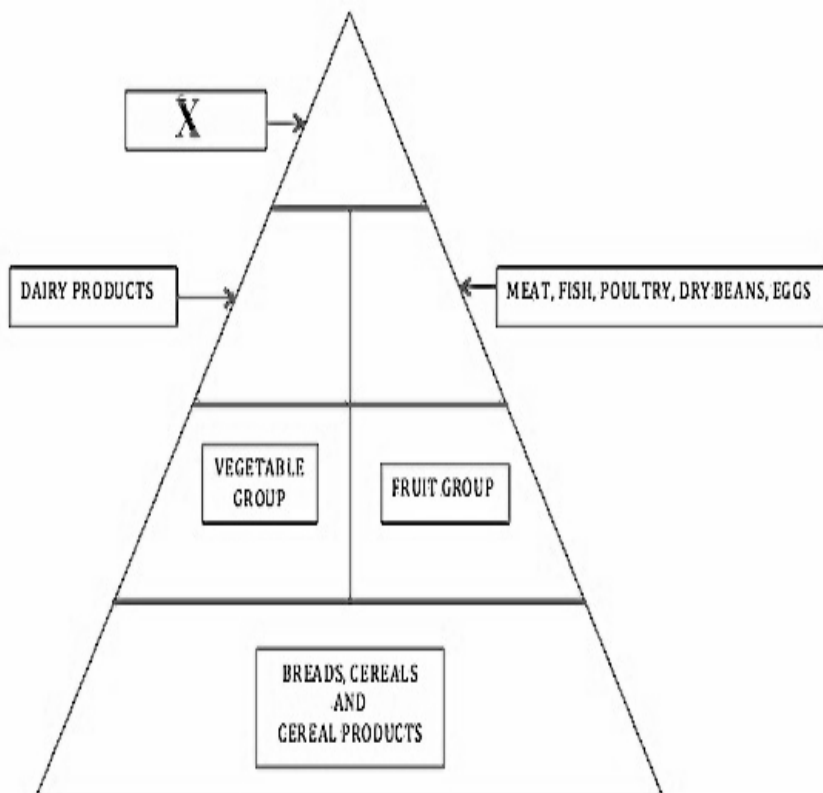 X
DAIRY PRODUCTS
MEAT, FISH, POULTRY, DRY BEANS, EGGS
VEGETABLE
GROUP
FRUIT GROUP
BREADS, CEREALS
AND
CEREAL PRODUCTS